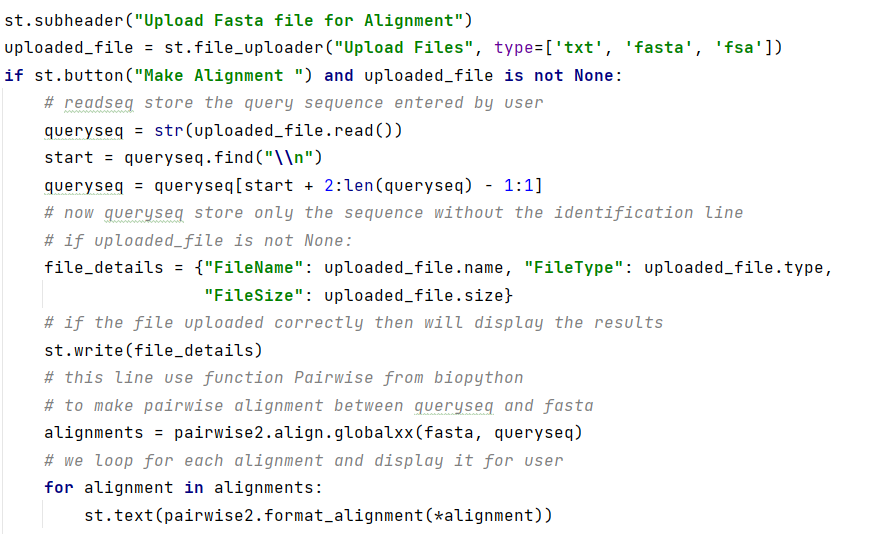 st.subheader("Upload Fasta file for Alignment")
uploaded_file = st.file_uploader("Upload Files", type=['txt', 'fasta', 'fsa'])
if st.button("Make Alignment ") and uploaded_file is not None:
    # readseq store the query sequence entered by user
    queryseq = str(uploaded_file.read())
    start = queryseq.find("\\n")
    queryseq = queryseq[start + 2:len(queryseq) - 1:1]
    # now queryseq store only the sequence without the identification line
    # if uploaded_file is not None:
    file_details = {"FileName": uploaded_file.name, "FileType": uploaded_file.type,
                    "FileSize": uploaded_file.size}
    # if the file uploaded correctly then will display the results
    st.write(file_details)
    # this line use function Pairwise from biopython
    # to make pairwise alignment between queryseq and fasta
    alignments = pairwise2.align.globalxx(fasta, queryseq)
    # we loop for each alignment and display it for user
    for alignment in alignments:
        st.text(pairwise2.format_alignment(*alignment))